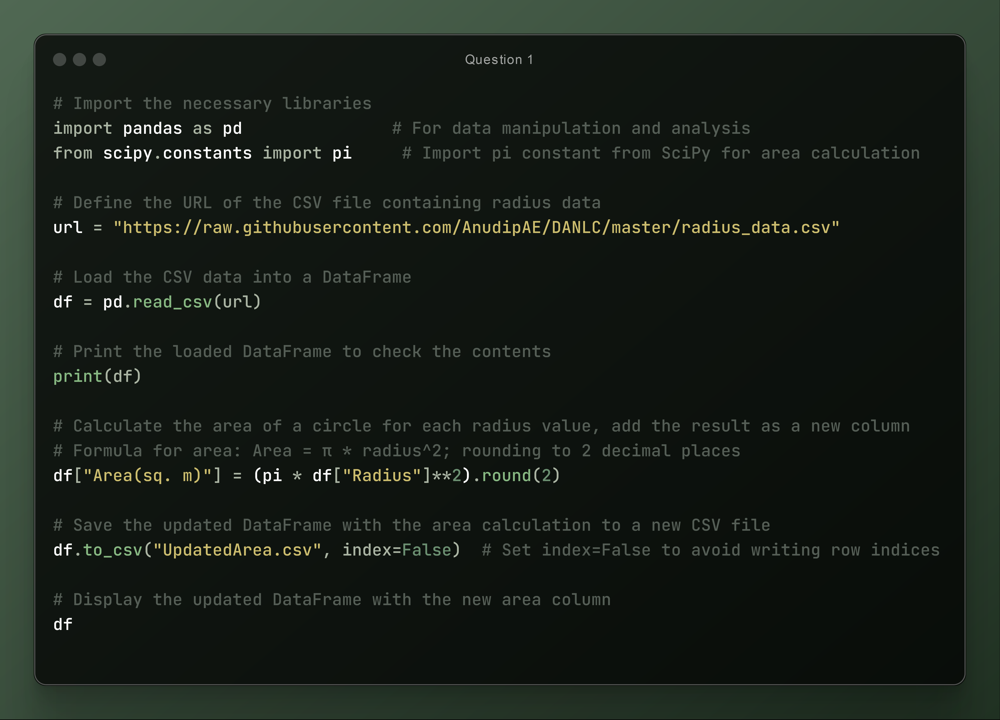 Question 1
# Import the necessary libraries
import pandas as pd               # For data manipulation and analysis
from scipy.constants import pi     # Import pi constant from SciPy for area calculation
# Define the URL of the CSV file containing radius data
url = "https://raw.githubusercontent.com/AnudipAE/DANLC/master/radius_data.csv"
# Load the CSV data into a DataFrame
df = pd.read_csv(url)
# Print the loaded DataFrame to check the contents
print(df)
# Calculate the area of a circle for each radius value, add the result as a new column
# Formula for area: Area = π * radius^2; rounding to 2 decimal places
df["Area(sq. m)"] = (pi * df["Radius"]**2).round(2)
# Save the updated DataFrame with the area calculation to a new CSV file
df.to_csv("UpdatedArea.csv", index=False)  # Set index=False to avoid writing row indices
# Display the updated DataFrame with the new area column
df